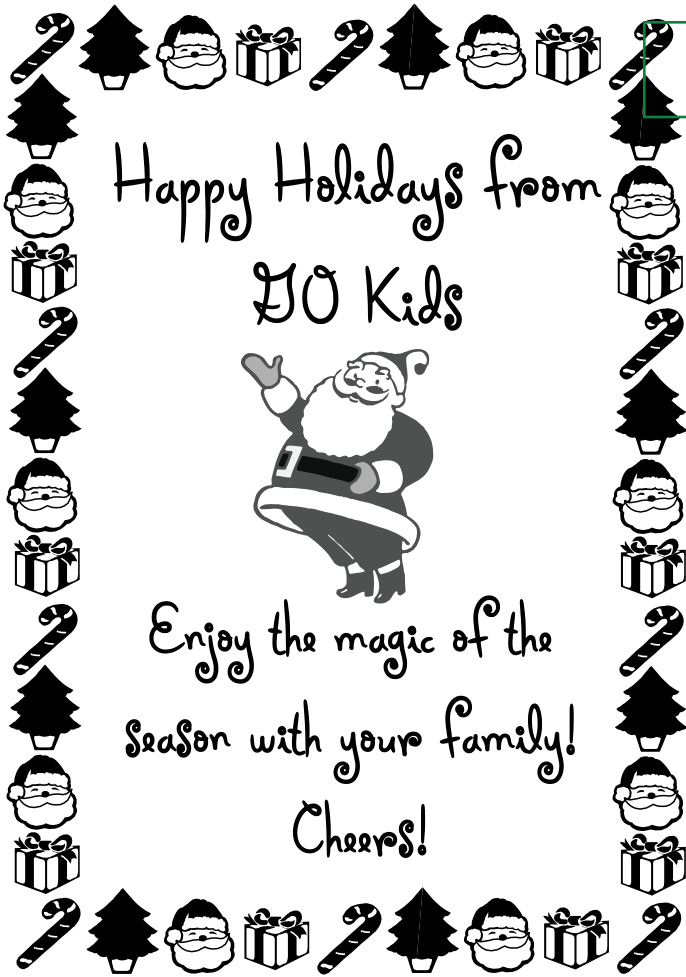 Happy Holidays from
GO Kids
Enjoy the magic of the
season with your family!
Cheers!